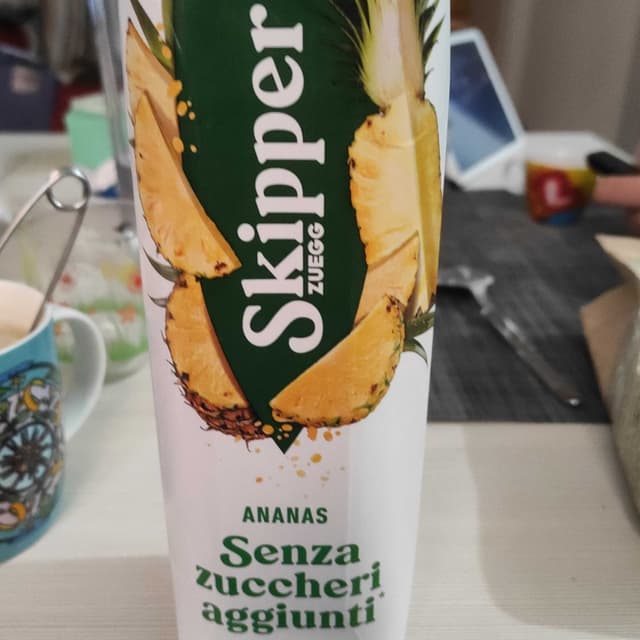 Skipper
ZUEGG
ANANAS
Senza
zuccheri
aggiunti*